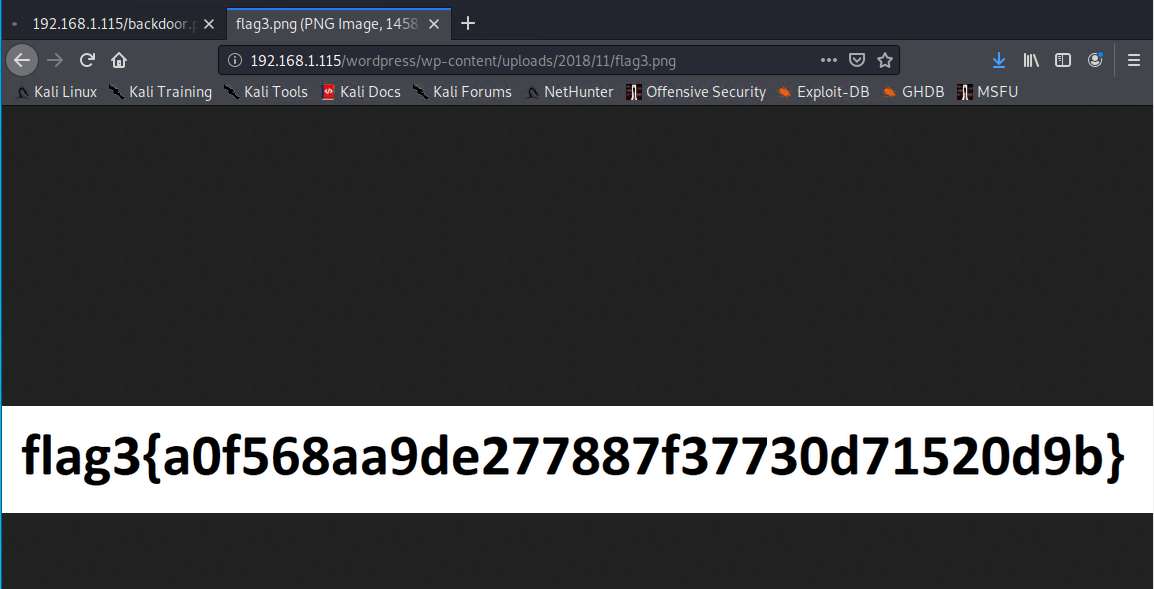 192.168.1.115/backdoor.p
flag3.png (PNG Image, 1458
192.168.1.115/wordpress/wp-content/uploads/2018/11/flag3.png
Kali Linux Kali Training Kali Tools Kali Docs Kali Forums NetHunter Offensive Security Exploit-DB GHDB MSFU
flag3{a0f568aa9de277887f37730d71520d9b}